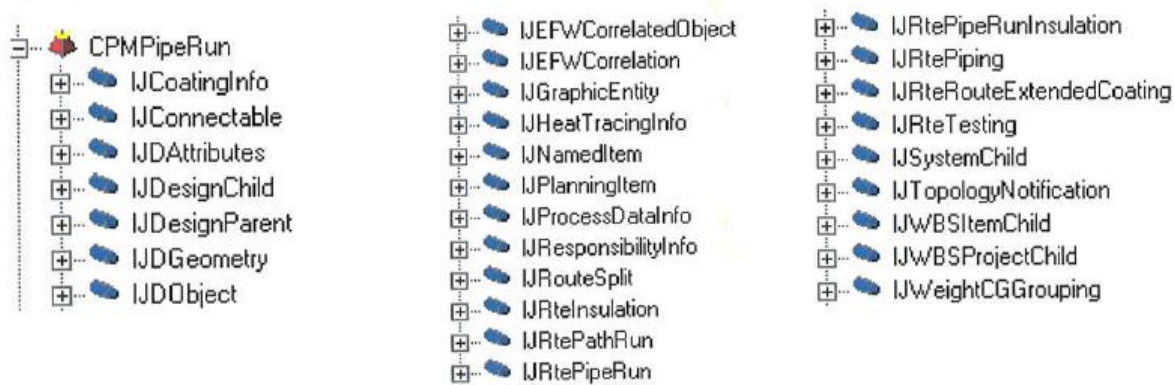 CPMPipeRun
IJCoatingInfo
IJConnectable
IJDAttributes
IJDesignChild
IJDesignParent
IJDGeometry
IJDObject
IJEFWCorrelatedObject
IJEFWCorrelation
IJGraphicEntity
IJHeatTracingInfo
IJNamedItem
IJPlanningItem
IJProcessDataInfo
IJResponsibilityInfo
IJRouteSplit
IJRteInsulation
IJRtePathRun
IJRtePipeRun
IJRtePipeRunInsulation
IJRtePiping
IJRteRouteExtendedCoating
IJRteTesting
IJSystemChild
IJTopologyNotification
IJWBSItemChild
IJWBSProjectChild
IJWeightCGGrouping